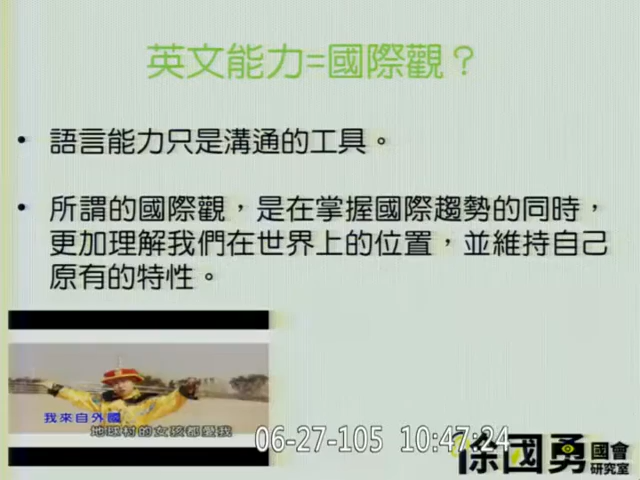 英文能力=國際觀？
• 語言能力只是溝通的工具。
• 所謂的國際觀，是在掌握國際趨勢的同時，
更加理解我們在世界上的位置，並維持自己
原有的特性。
我來自外國
地球村的女孩都愛我
06-27-105 10:47:24
徐國勇 國會
研究室